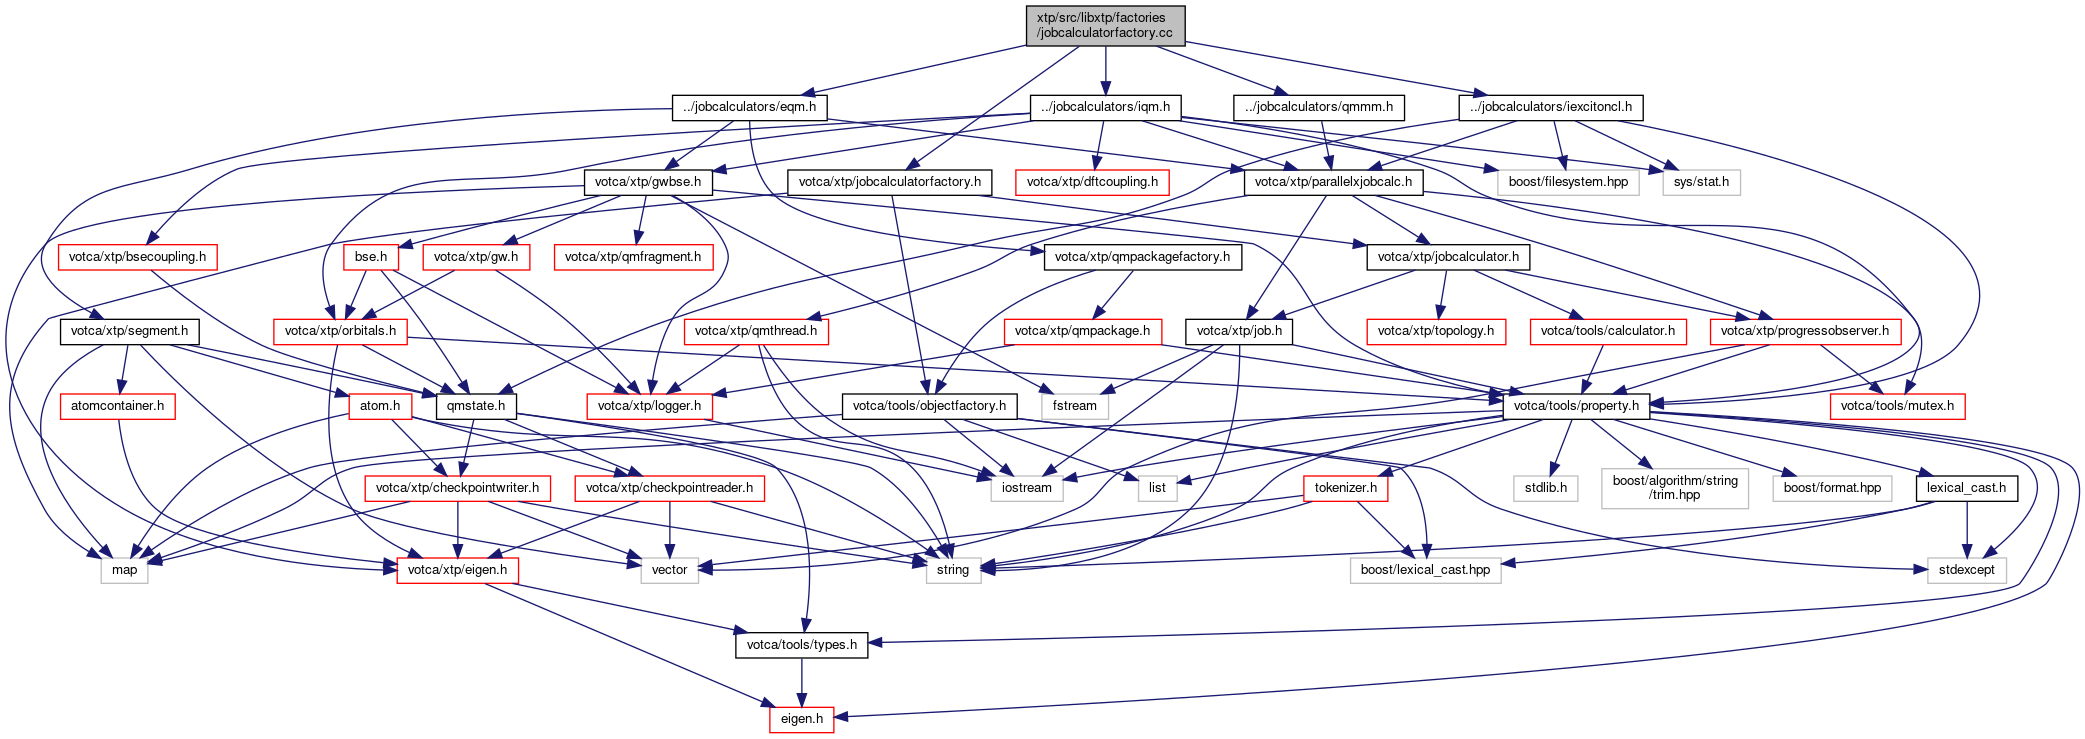 xtp/src/libxtp/factories
/jobcalculatorfactory.cc
../jobcalculators/eqm.h
../jobcalculators/iqm.h
../jobcalculators/qmmm.h
../jobcalculators/iexcitoncl.h
votca/xtp/gwbse.h
votca/xtp/jobcalculatorfactory.h
votca/xtp/dftcoupling.h
votca/xtp/parallelxjobcalc.h
boost/filesystem.hpp
sys/stat.h
votca/xtp/bsecoupling.h
bse.h
votca/xtp/gw.h
votca/xtp/qmfragment.h
votca/xtp/qmpackagefactory.h
votca/xtp/jobcalculator.h
votca/xtp/segment.h
votca/xtp/orbitals.h
votca/xtp/qmthread.h
votca/xtp/qmpackage.h
votca/xtp/job.h
votca/xtp/topology.h
votca/tools/calculator.h
votca/xtp/progressobserver.h
atomcontainer.h
atom.h
qmstate.h
votca/xtp/logger.h
votca/tools/objectfactory.h
fstream
votca/tools/property.h
votca/tools/mutex.h
votca/xtp/checkpointwriter.h
votca/xtp/checkpointreader.h
iostream
list
tokenizer.h
stdlib.h
boost/algorithm/string
/trim.hpp
boost/format.hpp
lexical_cast.h
map
votca/xtp/eigen.h
vector
string
boost/lexical_cast.hpp
stdexcept
votca/tools/types.h
eigen.h